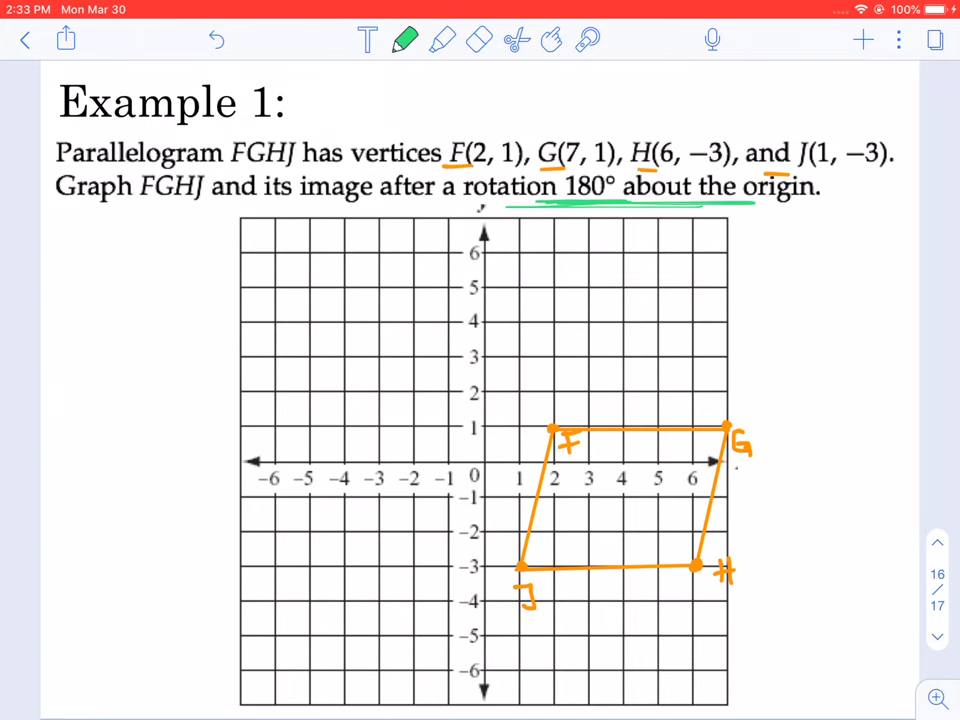 2:33 PM Mon Mar 30 100%
T
Example 1:
Parallelogram FGHJ has vertices F(2, 1), G(7, 1), H(6, −3), and J(1, −3).
Graph FGHJ and its image after a rotation 180° about the origin.
y
6
5
4
3
2
1
F
G
−6 −5 −4 −3 −2 −1 0 1 2 3 4 5 6
−1
−2
−3
H
J
−4
−5
−6
16
/
17